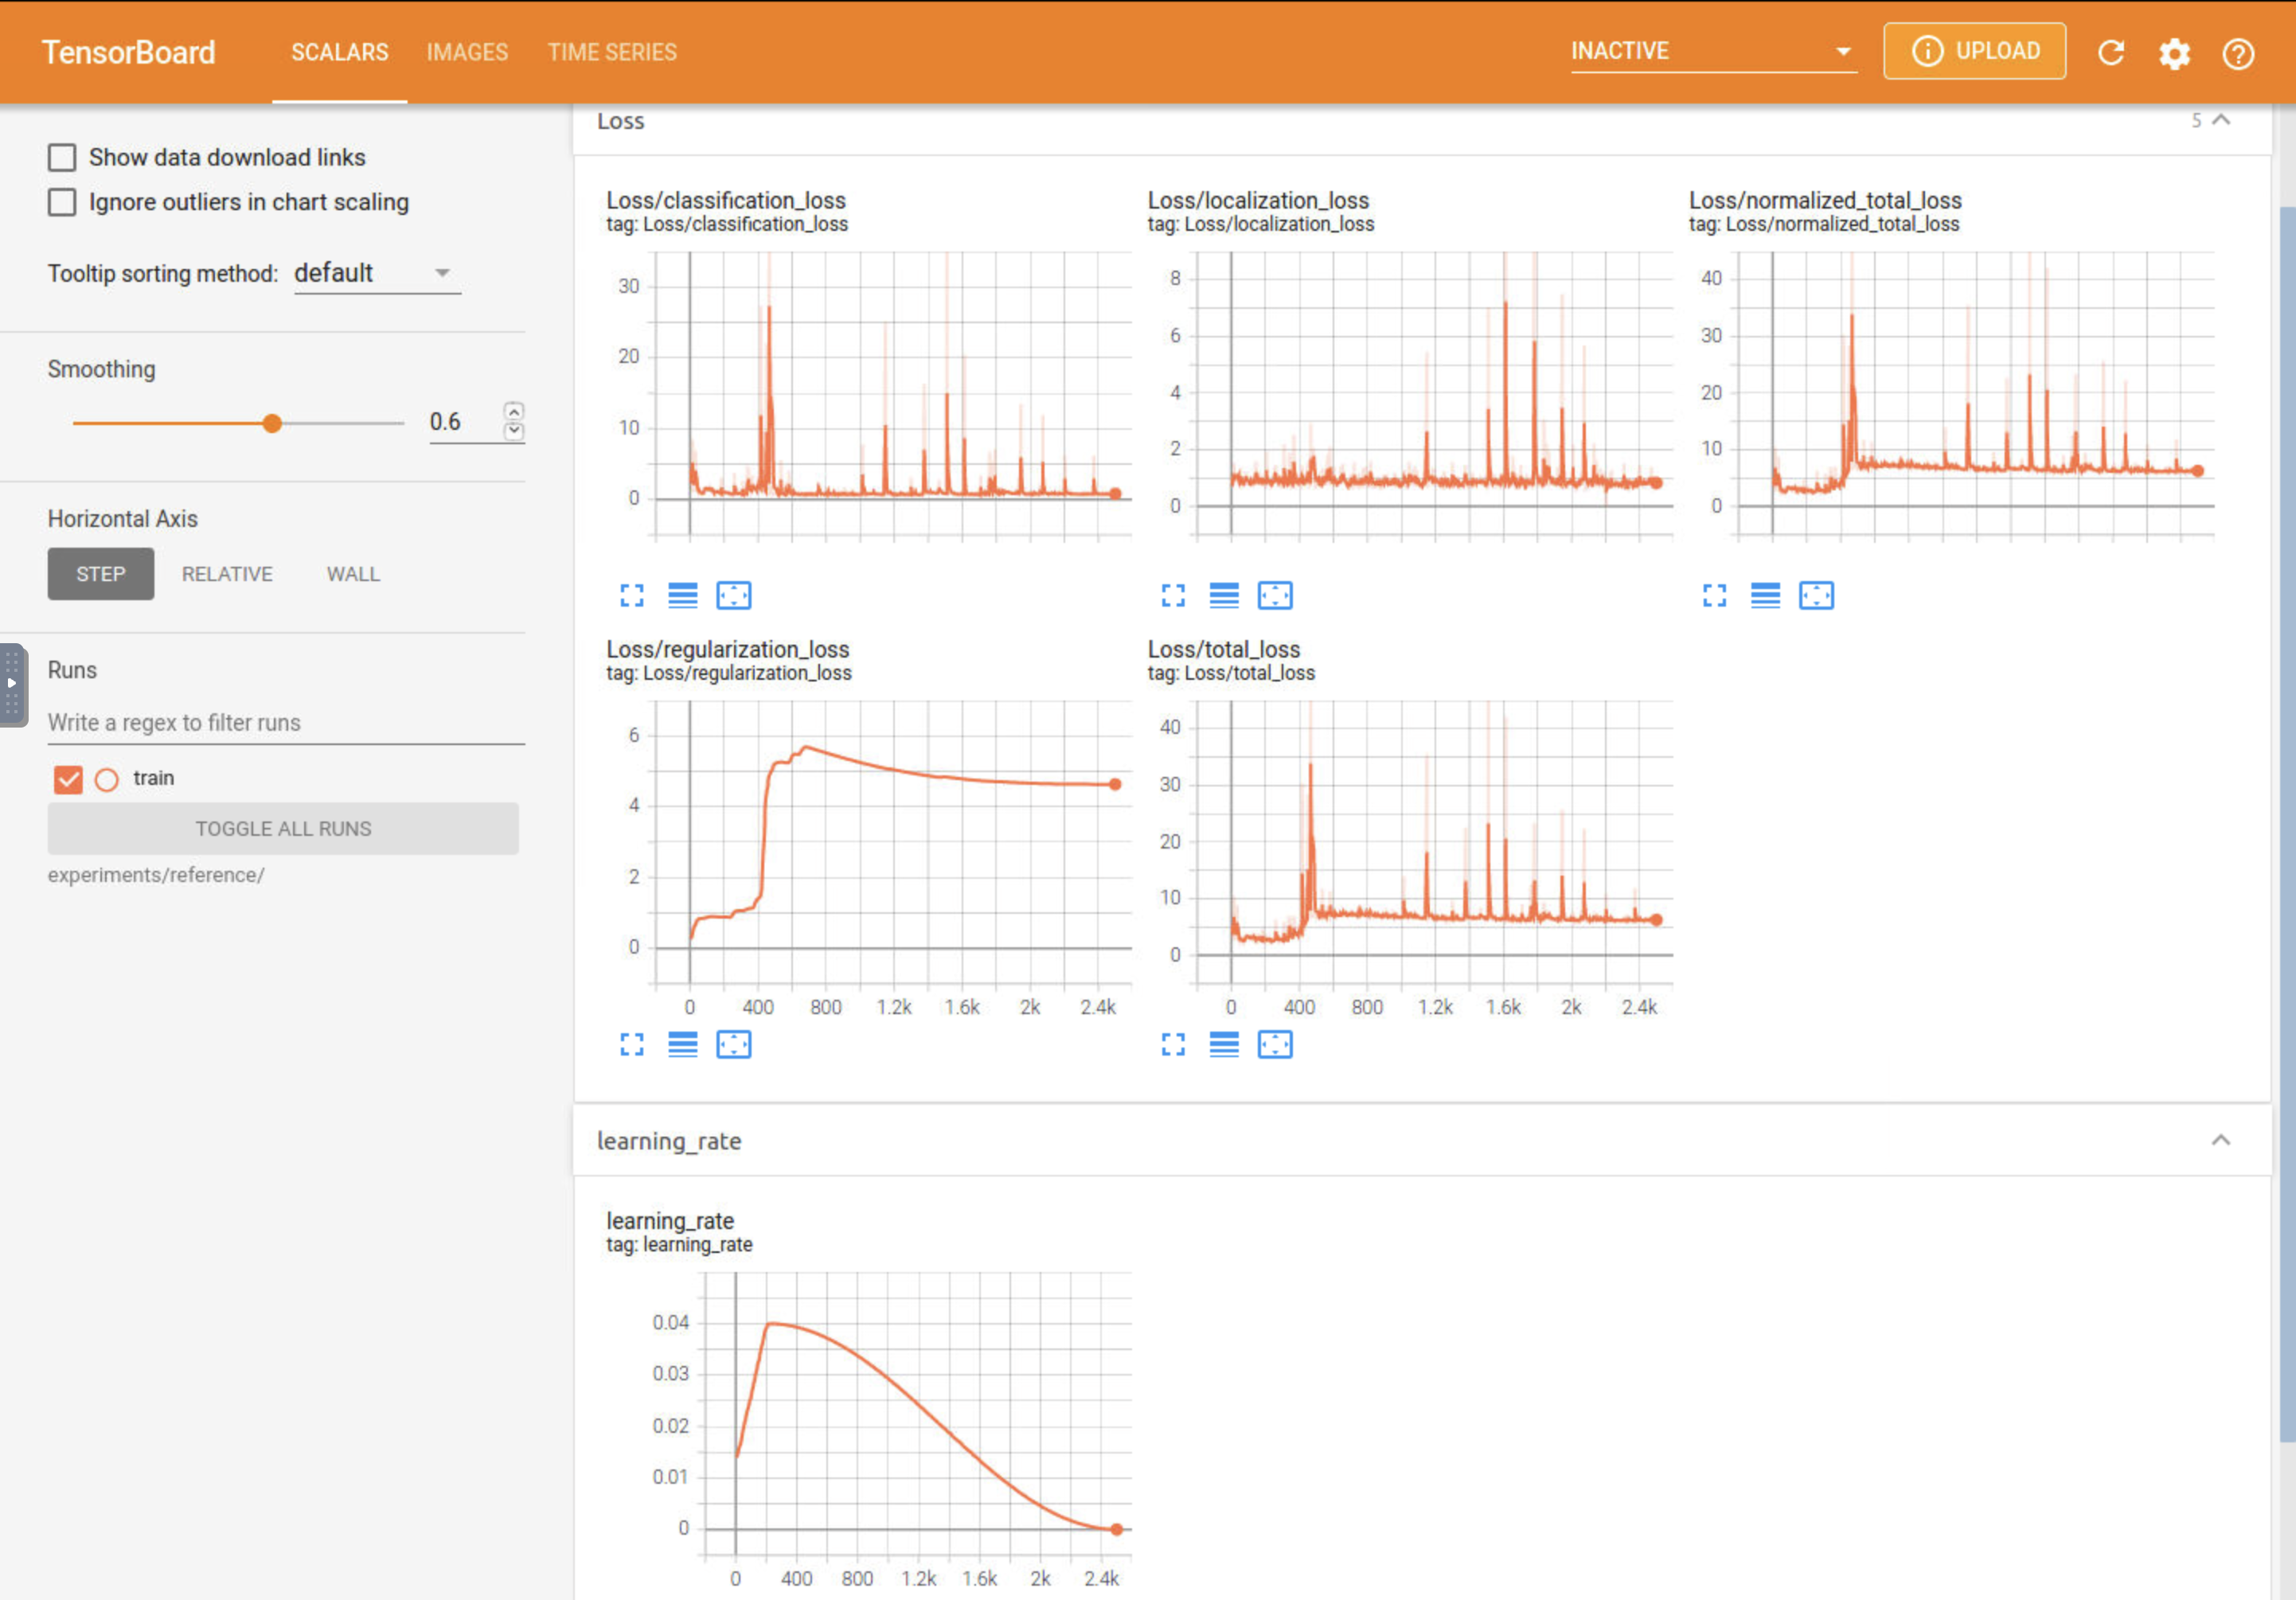 TensorBoard
SCALARS
IMAGES
TIME SERIES
INACTIVE
UPLOAD
Show data download links
Ignore outliers in chart scaling
Tooltip sorting method: default
Smoothing
0.6
Horizontal Axis
STEP
RELATIVE
WALL
Runs
Write a regex to filter runs
train
TOGGLE ALL RUNS
experiments/reference/
Loss
5
Loss/classification_loss
tag: Loss/classification_loss
30
20
10
0
Loss/localization_loss
tag: Loss/localization_loss
8
6
4
2
0
Loss/normalized_total_loss
tag: Loss/normalized_total_loss
40
30
20
10
0
Loss/regularization_loss
tag: Loss/regularization_loss
6
4
2
0
0 400 800 1.2k 1.6k 2k 2.4k
Loss/total_loss
tag: Loss/total_loss
40
30
20
10
0
0 400 800 1.2k 1.6k 2k 2.4k
learning_rate
learning_rate
tag: learning_rate
0.04
0.03
0.02
0.01
0
0 400 800 1.2k 1.6k 2k 2.4k